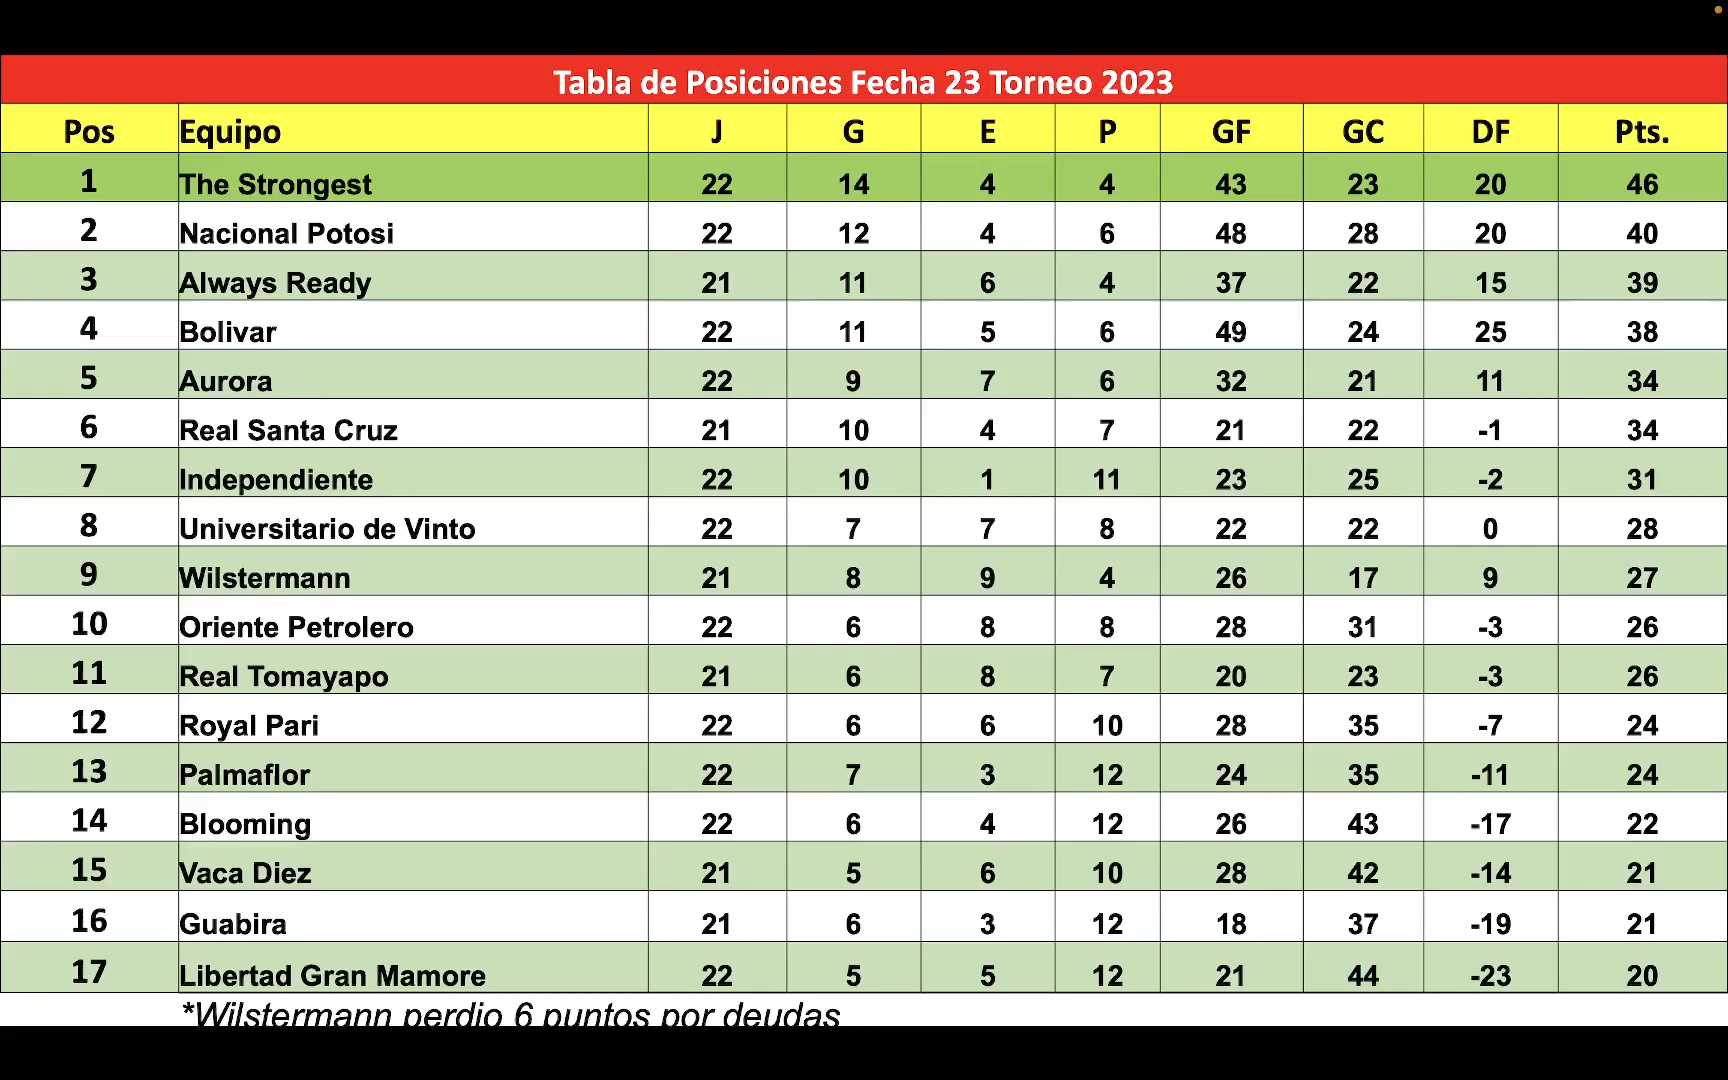 Tabla de Posiciones Fecha 23 Torneo 2023
Pos Equipo J G E P GF GC DF Pts.
1 The Strongest 22 14 4 4 43 23 20 46
2 Nacional Potosi 22 12 4 6 48 28 20 40
3 Always Ready 21 11 6 4 37 22 15 39
4 Bolivar 22 11 5 6 49 24 25 38
5 Aurora 22 9 7 6 32 21 11 34
6 Real Santa Cruz 21 10 4 7 21 22 -1 34
7 Independiente 22 10 1 11 23 25 -2 31
8 Universitario de Vinto 22 7 7 8 22 22 0 28
9 Wilstermann 21 8 9 4 26 17 9 27
10 Oriente Petrolero 22 6 8 8 28 31 -3 26
11 Real Tomayapo 21 6 8 7 20 23 -3 26
12 Royal Pari 22 6 6 10 28 35 -7 24
13 Palmaflor 22 7 3 12 24 35 -11 24
14 Blooming 22 6 4 12 26 43 -17 22
15 Vaca Diez 21 5 6 10 28 42 -14 21
16 Guabira 21 6 3 12 18 37 -19 21
17 Libertad Gran Mamore 22 5 5 12 21 44 -23 20
*Wilstermann perdio 6 puntos por deudas